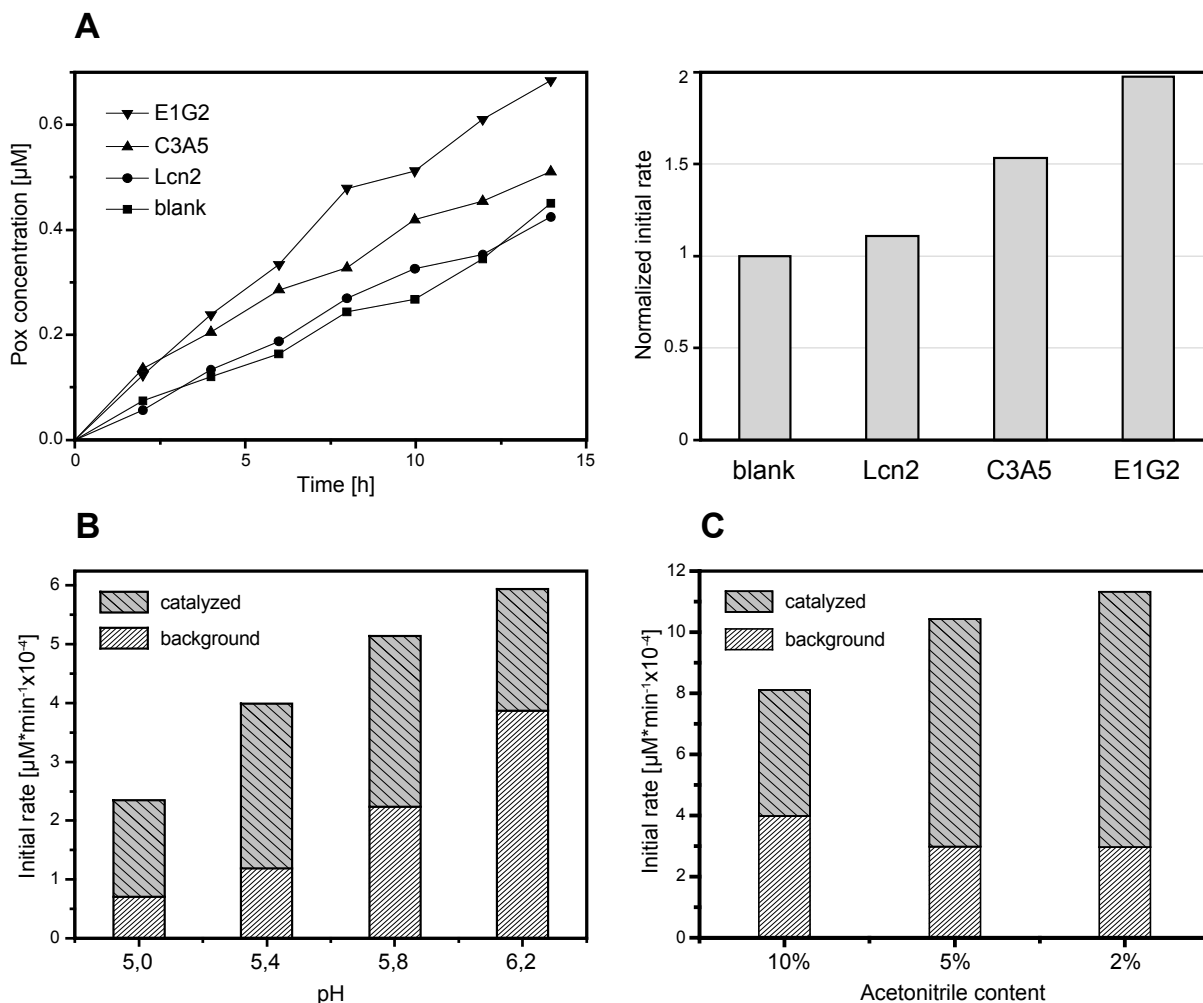 A
Pox concentration [µM]
0.6
0.4
0.2
0.0
E1G2
C3A5
Lcn2
blank
0 5 10 15
Time [h]
Normalized initial rate
2
1.5
1
0.5
0
blank Lcn2 C3A5 E1G2
B
Initial rate [µM*min⁻¹x10⁻⁴]
6
5
4
3
2
1
0
catalyzed
background
5,0 5,4 5,8 6,2
pH
C
Initial rate [µM*min⁻¹x10⁻⁴]
12
10
8
6
4
2
0
catalyzed
background
10% 5% 2%
Acetonitrile content